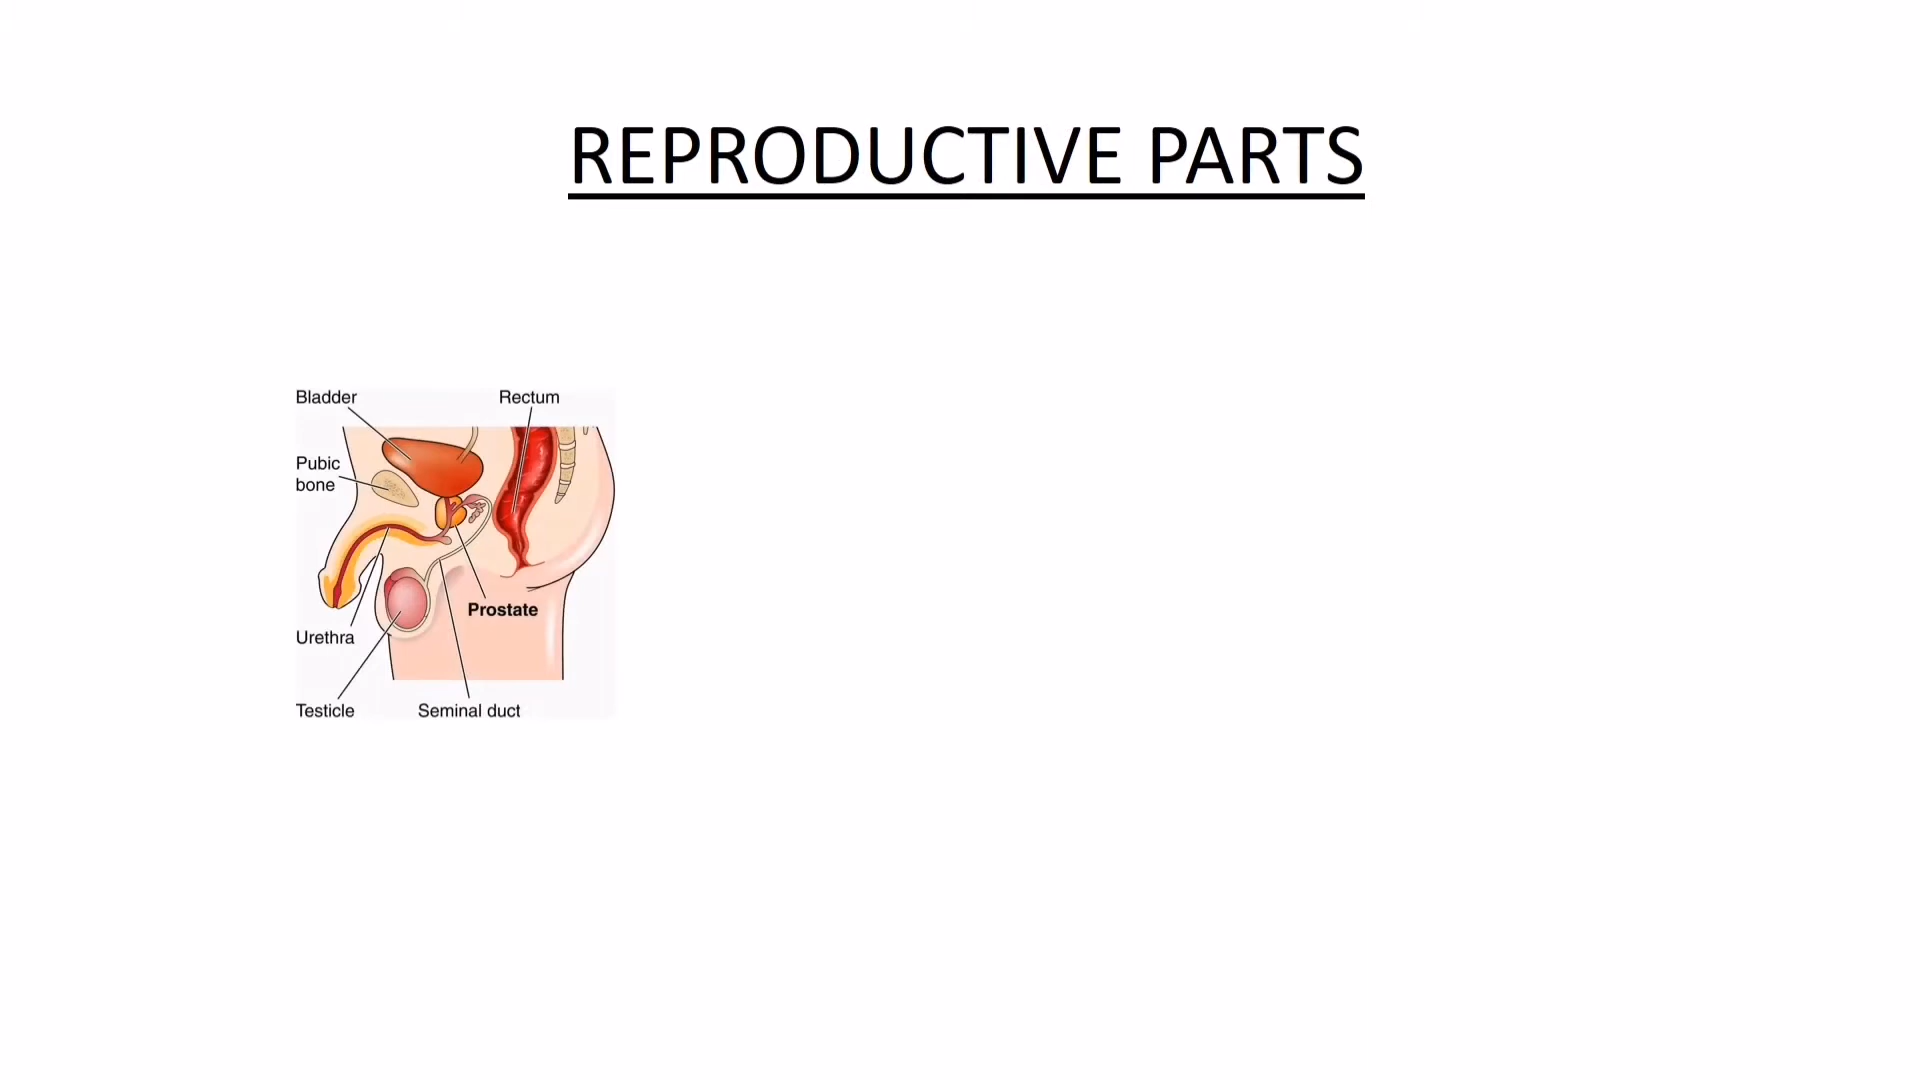 REPRODUCTIVE PARTS
Bladder
Rectum
Pubic
bone
Prostate
Urethra
Testicle
Seminal duct